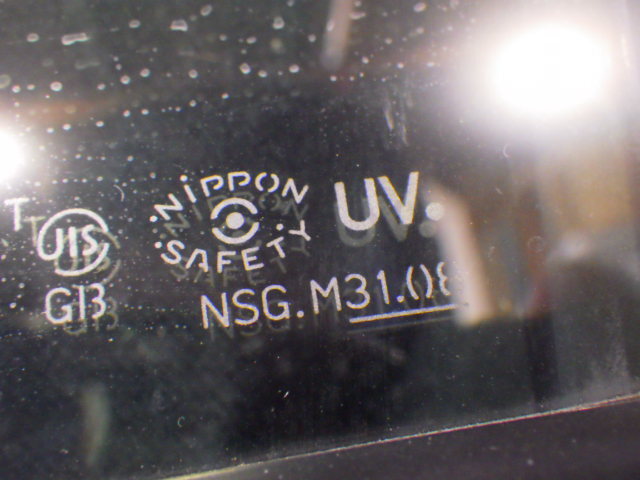 NIPPON SAFETY
UV.
T
JIS
G13
NSG. M31.08